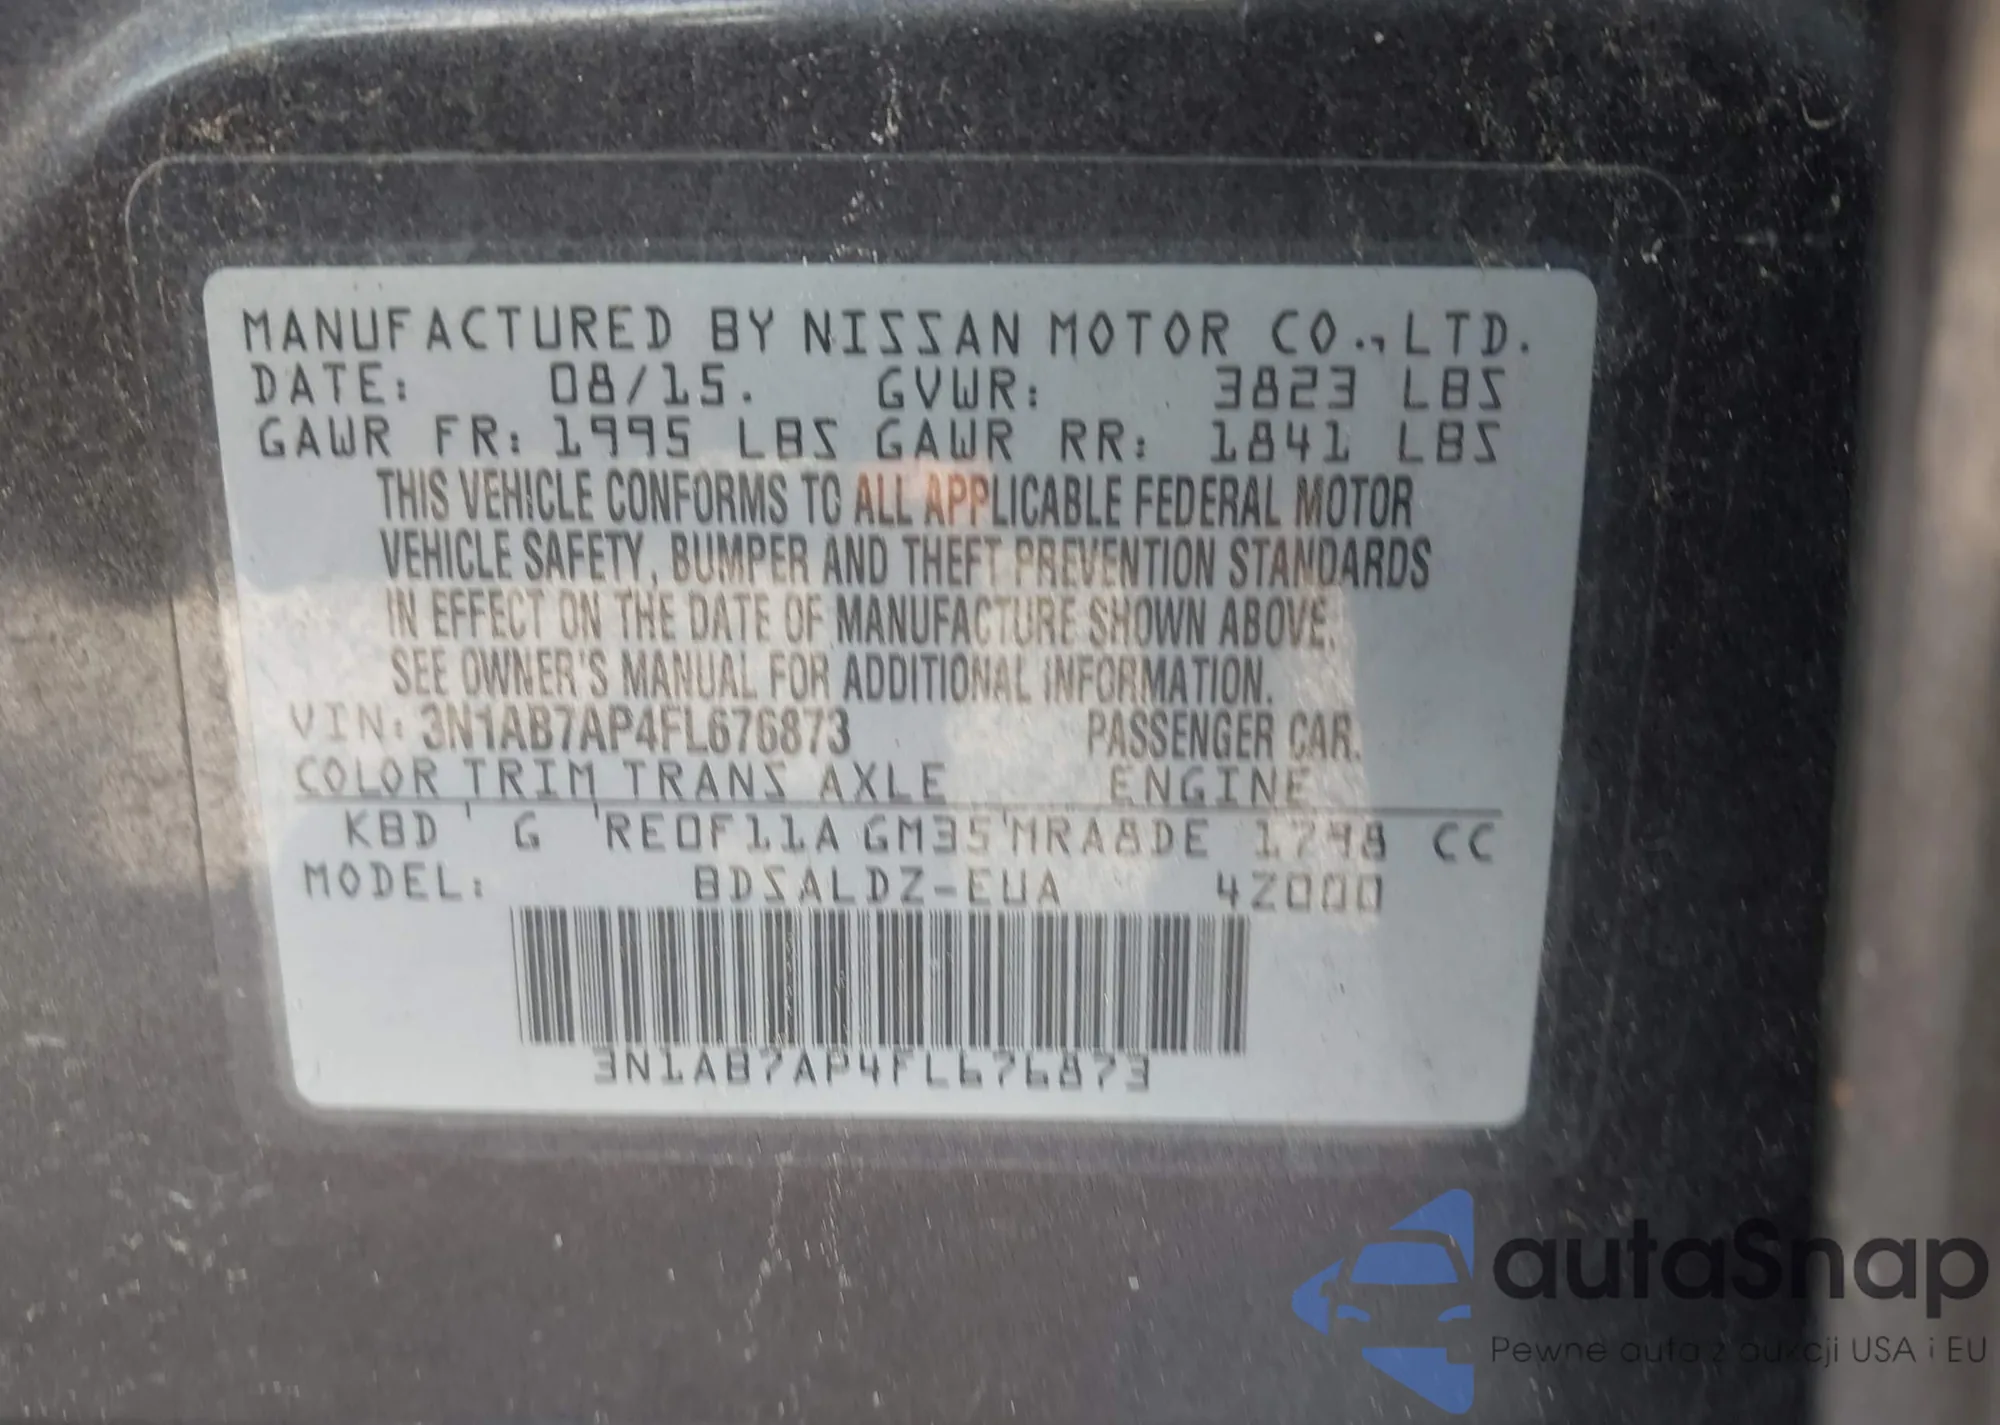 MANUFACTURED BY NISSAN MOTOR CO., LTD.
DATE: 08/15. GVWR: 3823 LBS
GAWR FR: 1995 LBS GAWR RR: 1841 LBS
THIS VEHICLE CONFORMS TO ALL APPLICABLE FEDERAL MOTOR
VEHICLE SAFETY, BUMPER AND THEFT PREVENTION STANDARDS
IN EFFECT ON THE DATE OF MANUFACTURE SHOWN ABOVE.
SEE OWNER'S MANUAL FOR ADDITIONAL INFORMATION.
VIN: 3N1AB7AP4FL676873 PASSENGER CAR.
COLOR TRIM TRANS AXLE ENGINE
KBD G RE0F11A GM35 MRA8DE 1798 CC
MODEL: BDSALDZ-EUA 4Z000
3N1AB7AP4FL676873
autaSnap
Pewne auta z aukcji USA i EU